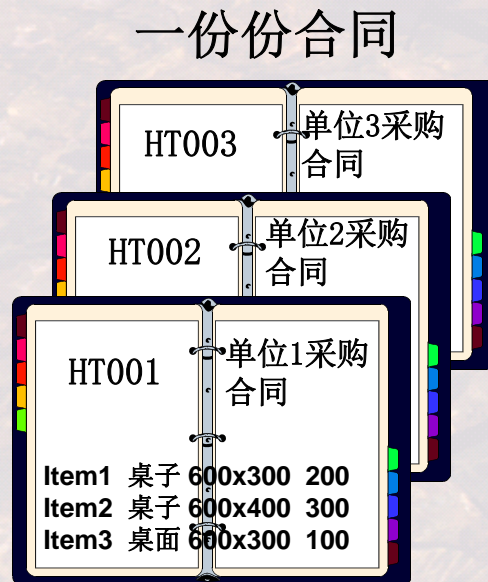 一份份合同
HT003
单位3采购
合同
HT002
单位2采购
合同
HT001
单位1采购
合同
Item1 桌子 600x300 200
Item2 桌子 600x400 300
Item3 桌面 600x300 100